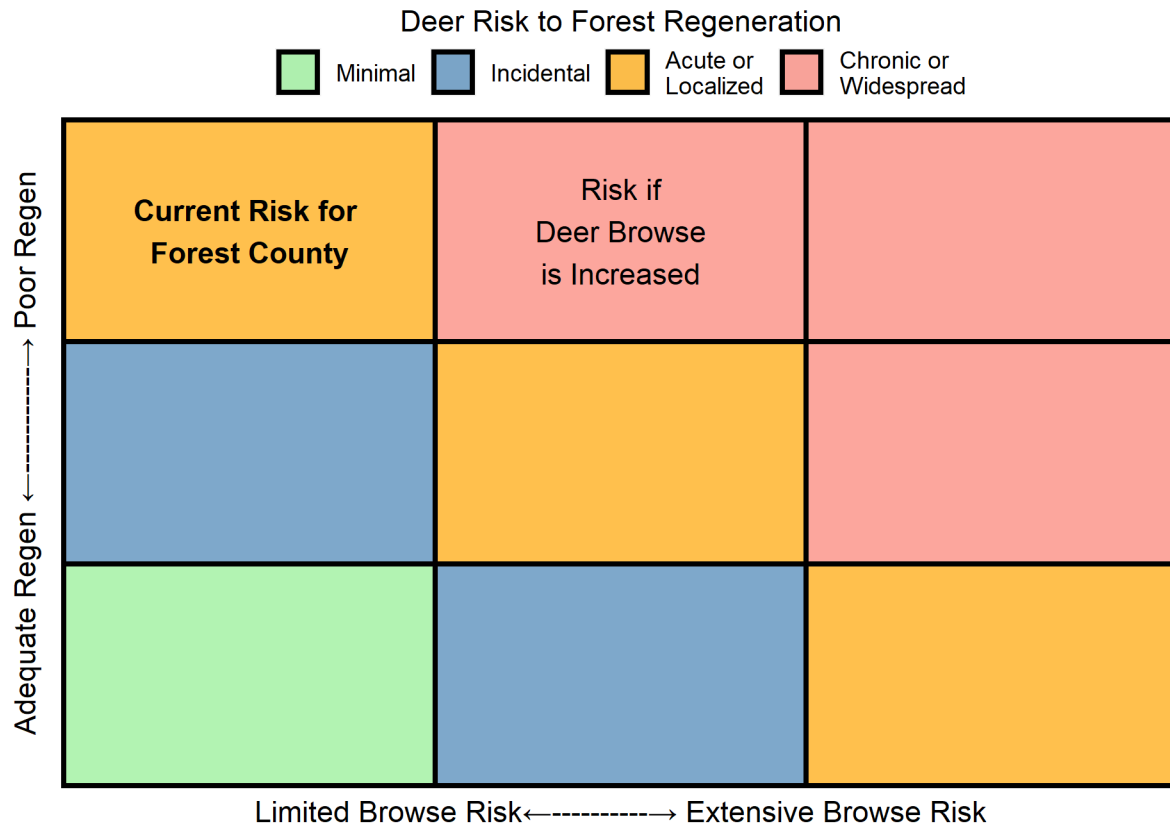 Deer Risk to Forest Regeneration
Minimal
Incidental
Acute or
Localized
Chronic or
Widespread
Current Risk for
Forest County
Risk if
Deer Browse
is Increased
Adequate Regen ←-----------→ Poor Regen
Limited Browse Risk←-----------→ Extensive Browse Risk